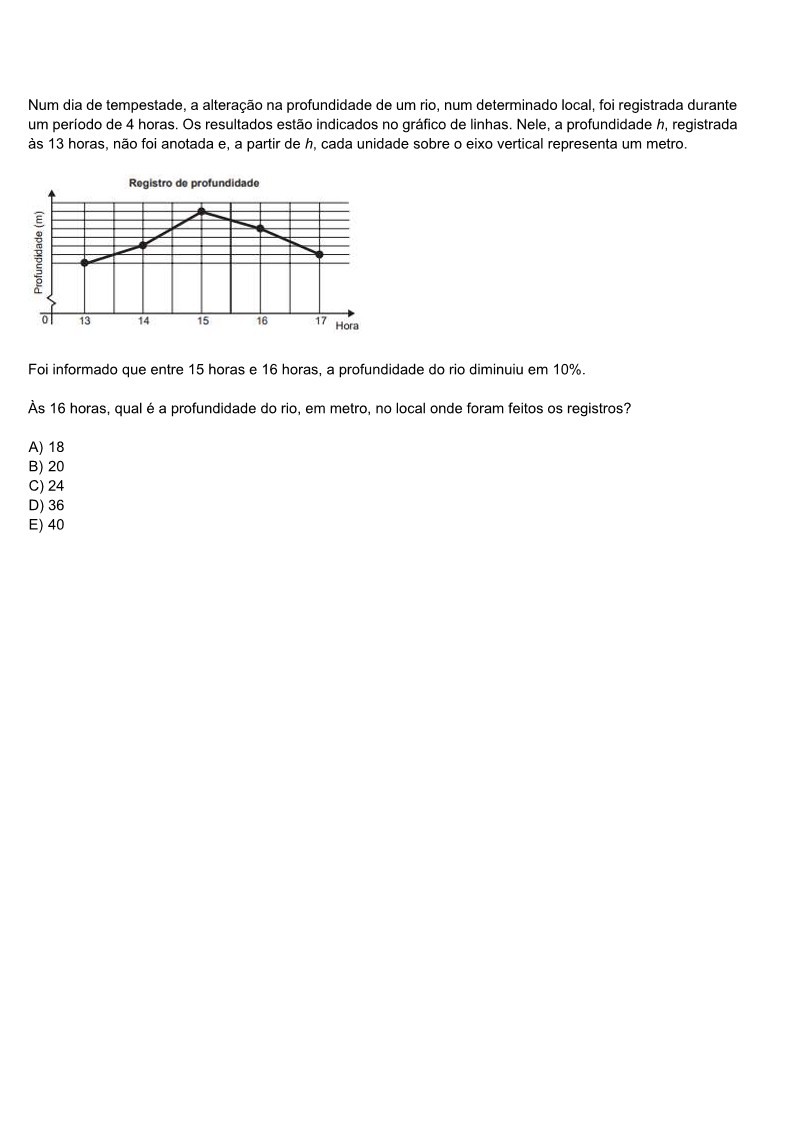 Num dia de tempestade, a alteração na profundidade de um rio, num determinado local, foi registrada durante
um período de 4 horas. Os resultados estão indicados no gráfico de linhas. Nele, a profundidade h, registrada
às 13 horas, não foi anotada e, a partir de h, cada unidade sobre o eixo vertical representa um metro.
Registro de profundidade
Profundidade (m)
0 13 14 15 16 17 Hora
Foi informado que entre 15 horas e 16 horas, a profundidade do rio diminuiu em 10%.
Às 16 horas, qual é a profundidade do rio, em metro, no local onde foram feitos os registros?
A) 18
B) 20
C) 24
D) 36
E) 40